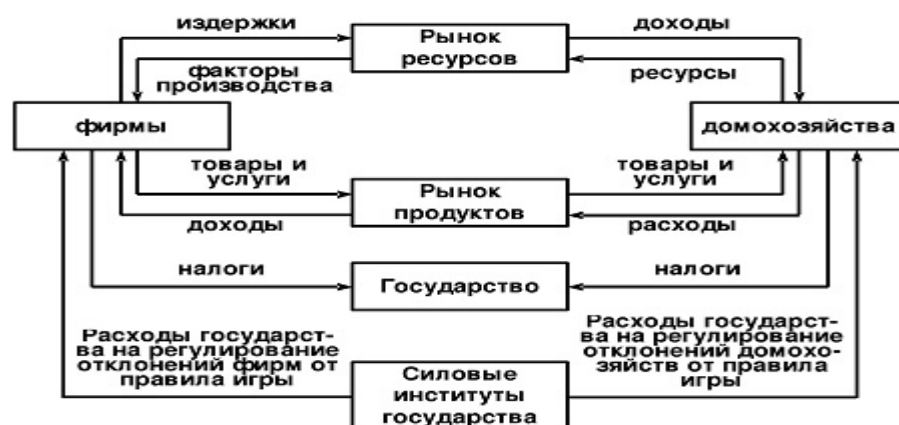 издержки
Рынок
ресурсов
доходы
факторы
производства
ресурсы
фирмы
домохозяйства
товары и
услуги
Рынок
продуктов
товары и
услуги
доходы
расходы
налоги
Государство
налоги
Расходы государст-
ва на регулирование
отклонений фирм от
правила игры
Силовые
институты
государства
Расходы государст-
ва на регулирование
отклонений домохо-
зяйств от правила
игры